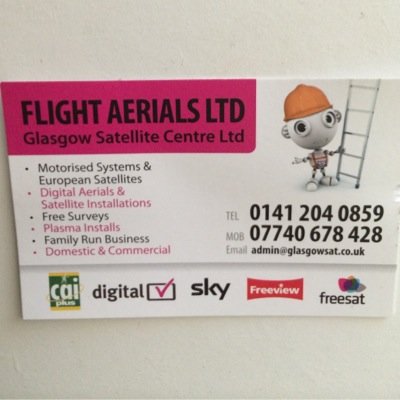 FLIGHT AERIALS LTD
Glasgow Satellite Centre Ltd
• Motorised Systems &
European Satellites
• Digital Aerials &
Satellite Installations
• Free Surveys
• Plasma Installs
• Family Run Business
• Domestic & Commercial
TEL 0141 204 0859
MOB 07740 678 428
Email admin@glasgowsat.co.uk
cai
plus
digital
sky
Freeview
freesat